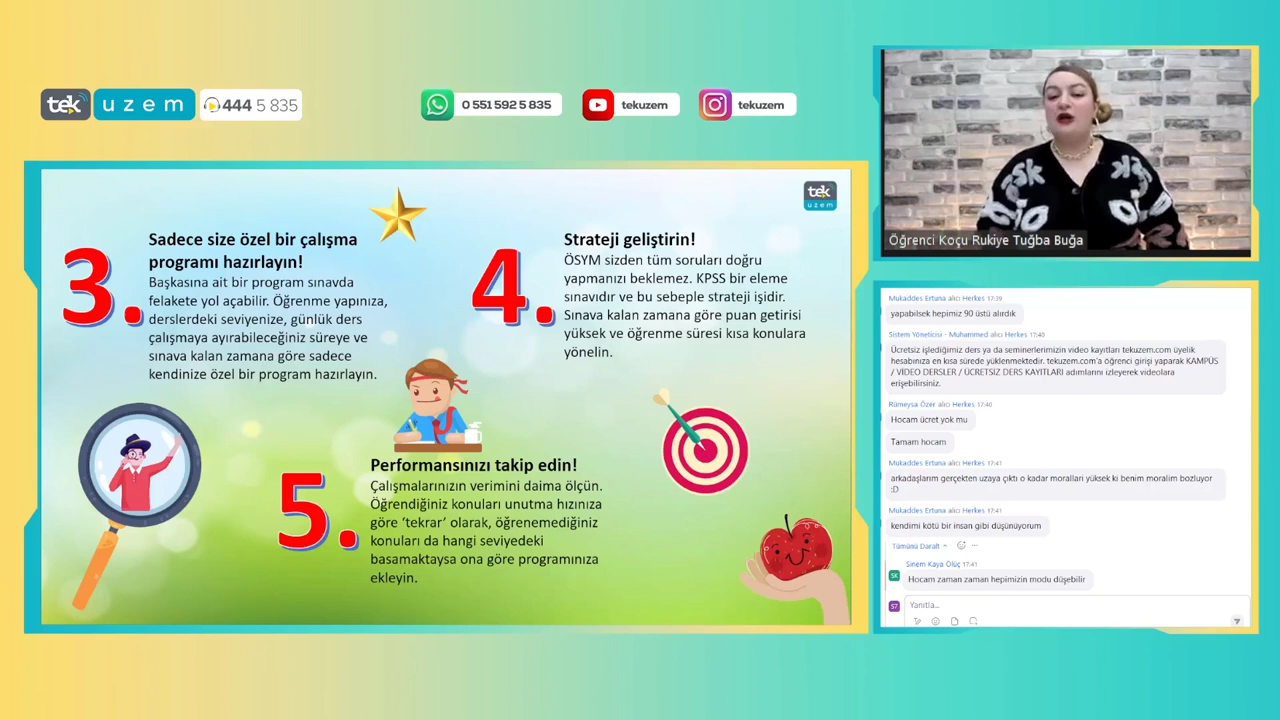 tek
uzem
444 5 835
0 551 592 5 835
tekuzem
tekuzem
tek
uzem
3.
Sadece size özel bir çalışma
programı hazırlayın!
Başkasına ait bir program sınavda
felakete yol açabilir. Öğrenme yapınıza,
derslerdeki seviyenize, günlük ders
çalışmaya ayırabileceğiniz süreye ve
sınava kalan zamana göre sadece
kendinize özel bir program hazırlayın.
4.
Strateji geliştirin!
ÖSYM sizden tüm soruları doğru
yapmanızı beklemez. KPSS bir eleme
sınavıdır ve bu sebeple strateji işidir.
Sınava kalan zamana göre puan getirisi
yüksek ve öğrenme süresi kısa konulara
yönelin.
5.
Performansınızı takip edin!
Çalışmalarınızın verimini daima ölçün.
Öğrendiğiniz konuları unutma hızınıza
göre ‘tekrar’ olarak, öğrenemediğiniz
konuları da hangi seviyedeki
basamaktaysa ona göre programınıza
ekleyin.
Öğrenci Koçu Rukiye Tuğba Buğa
Mukaddes Ertuna alıcı Herkes 17:39
yapabilsek hepimiz 90 üstü alırdık
Sistem Yöneticisi - Muhammed alıcı Herkes 17:40
Ücretsiz işlediğimiz ders ya da seminerlerimizin video kayıtları tekuzem.com üyelik
hesabınıza en kısa sürede yüklenmektedir. tekuzem.com'a öğrenci girişi yaparak KAMPÜS
/ VİDEO DERSLER / ÜCRETSİZ DERS KAYITLARI adımlarını izleyerek videolara
erişebilirsiniz.
Rümeysa Özer alıcı Herkes 17:40
Hocam ücret yok mu
Tamam hocam
Mukaddes Ertuna alıcı Herkes 17:41
arkadaşlarım gerçekten uzaya çıktı o kadar moralları yüksek ki benim moralim bozluyor
:D
Mukaddes Ertuna alıcı Herkes 17:41
kendimi kötü bir insan gibi düşünüyorum
Tümünü Daralt
Sinem Kaya Ölüç 17:41
SK
Hocam zaman zaman hepimizin modu düşebilir
Yanıtla...